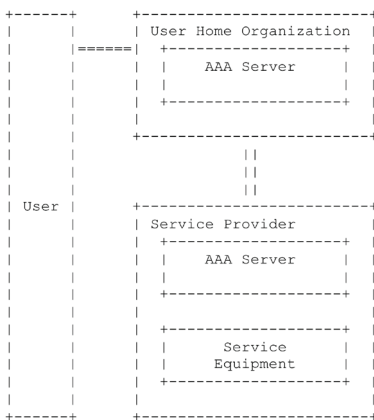 User Home Organization
AAA Server
User
Service Provider
AAA Server
Service
Equipment